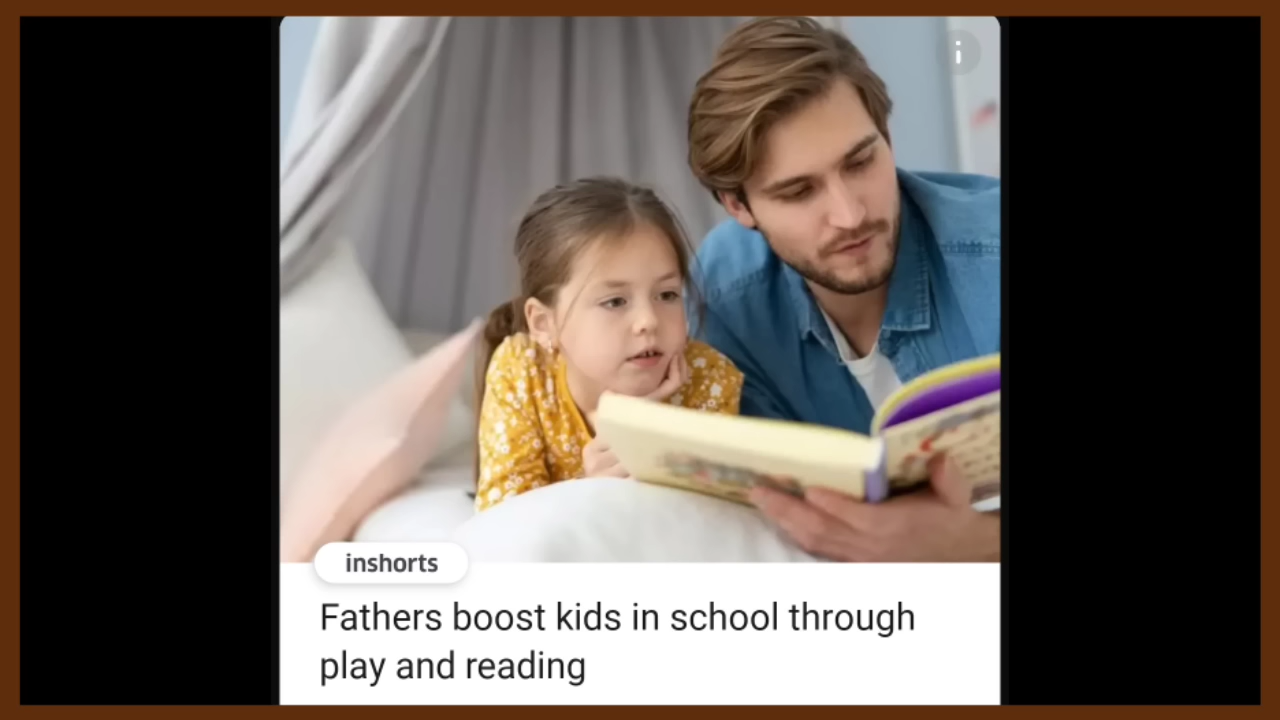 inshorts
Fathers boost kids in school through
play and reading